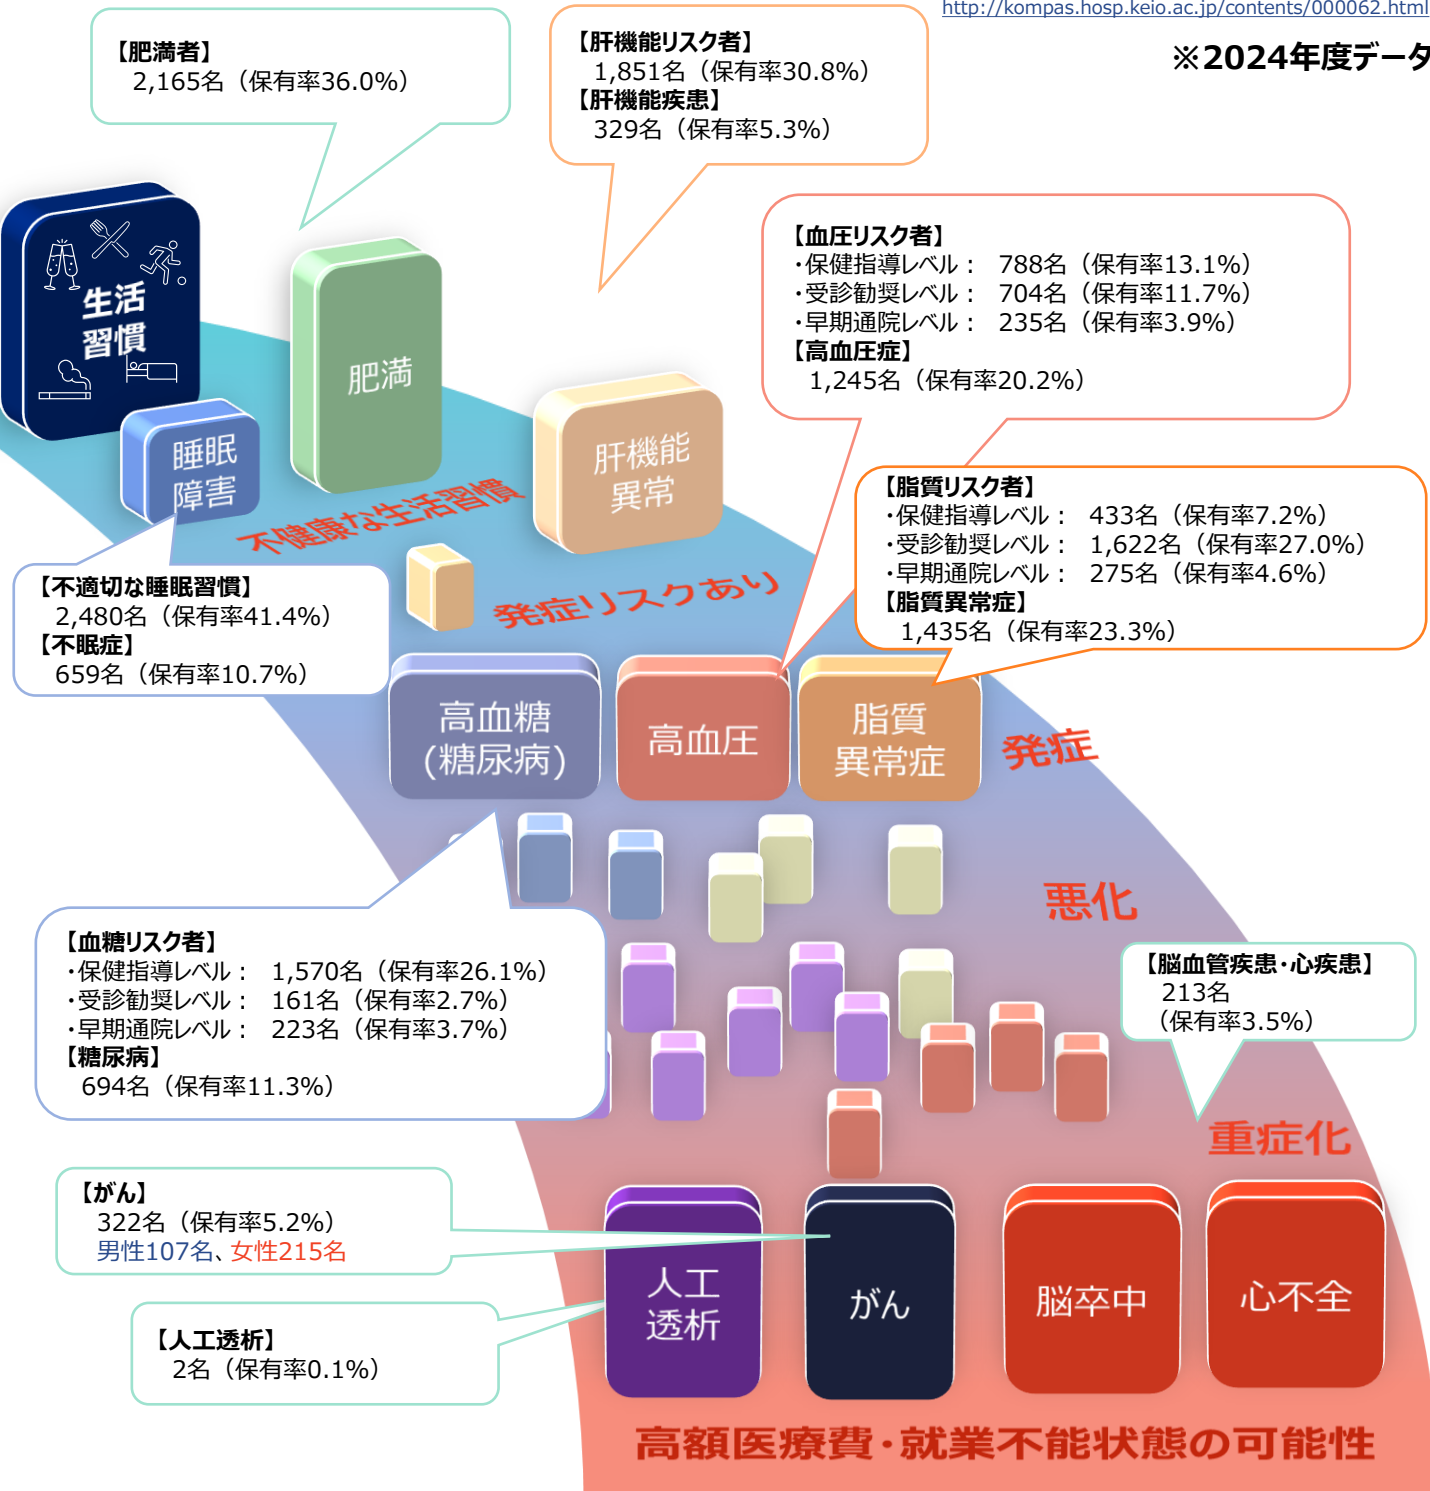 http://kompas.hosp.keio.ac.jp/contents/000062.html
※2024年度データ
【肥満者】
2,165名（保有率36.0%）
【肝機能リスク者】
1,851名（保有率30.8%）
【肝機能疾患】
329名（保有率5.3%）
【血圧リスク者】
・保健指導レベル： 788名（保有率13.1%）
・受診勧奨レベル： 704名（保有率11.7%）
・早期通院レベル： 235名（保有率3.9%）
【高血圧症】
1,245名（保有率20.2%）
生活
習慣
肥満
睡眠
障害
肝機能
異常
不健康な生活習慣
【脂質リスク者】
・保健指導レベル： 433名（保有率7.2%）
・受診勧奨レベル： 1,622名（保有率27.0%）
・早期通院レベル： 275名（保有率4.6%）
【脂質異常症】
1,435名（保有率23.3%）
【不適切な睡眠習慣】
2,480名（保有率41.4%）
【不眠症】
659名（保有率10.7%）
発症リスクあり
高血糖
(糖尿病)
高血圧
脂質
異常症
発症
悪化
【血糖リスク者】
・保健指導レベル： 1,570名（保有率26.1%）
・受診勧奨レベル： 161名（保有率2.7%）
・早期通院レベル： 223名（保有率3.7%）
【糖尿病】
694名（保有率11.3%）
【脳血管疾患・心疾患】
213名
（保有率3.5%）
重症化
【がん】
322名（保有率5.2%）
男性107名、女性215名
【人工透析】
2名（保有率0.1%）
人工
透析
がん
脳卒中
心不全
高額医療費・就業不能状態の可能性